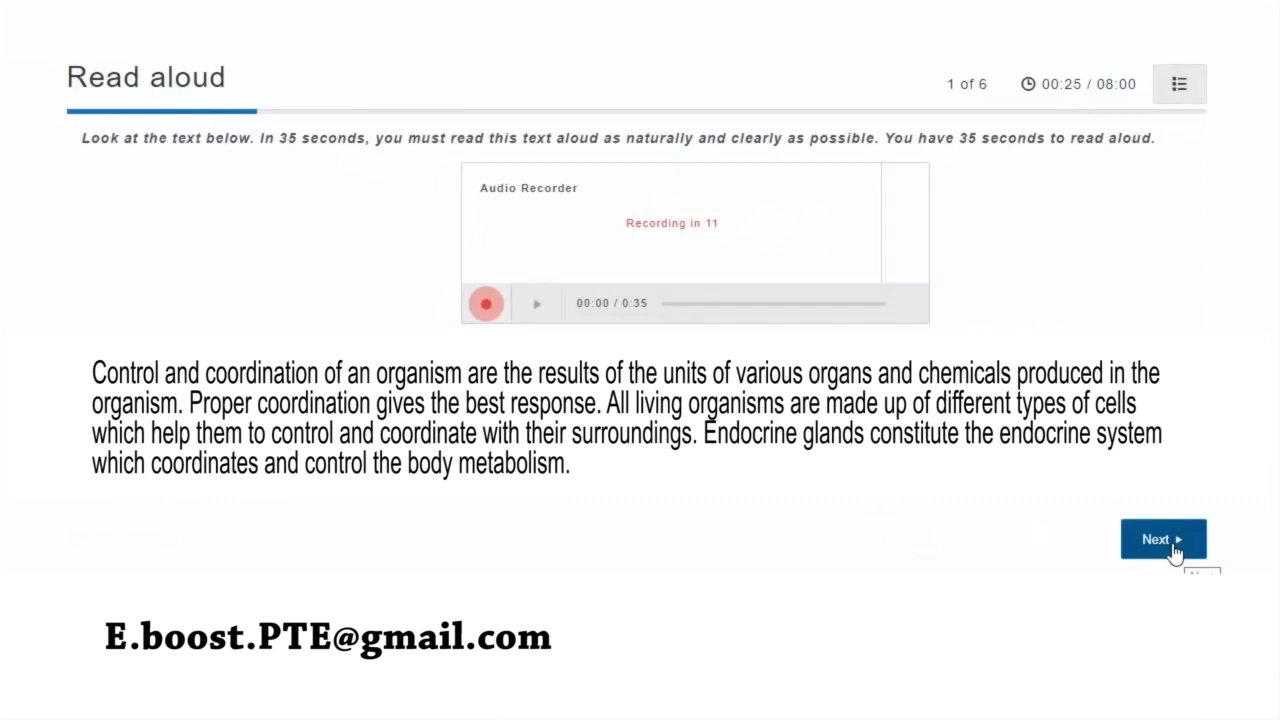 Read aloud
1 of 6
00:25 / 08:00
Look at the text below. In 35 seconds, you must read this text aloud as naturally and clearly as possible. You have 35 seconds to read aloud.
Audio Recorder
Recording in 11
00:00 / 0:35
Control and coordination of an organism are the results of the units of various organs and chemicals produced in the
organism. Proper coordination gives the best response. All living organisms are made up of different types of cells
which help them to control and coordinate with their surroundings. Endocrine glands constitute the endocrine system
which coordinates and control the body metabolism.
Next
E.boost.PTE@gmail.com